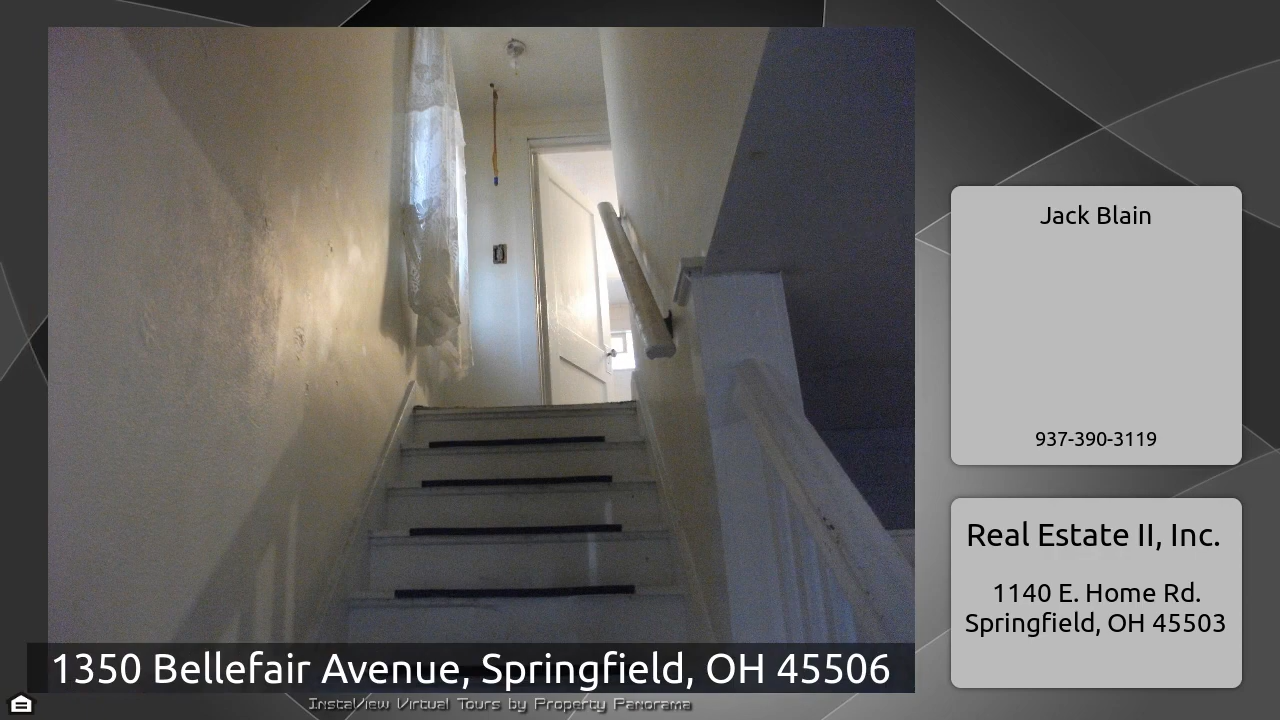 Jack Blain
937-390-3119
Real Estate II, Inc.
1140 E. Home Rd.
Springfield, OH 45503
1350 Bellefair Avenue, Springfield, OH 45506
InstaView Virtual Tours by Property Panorama